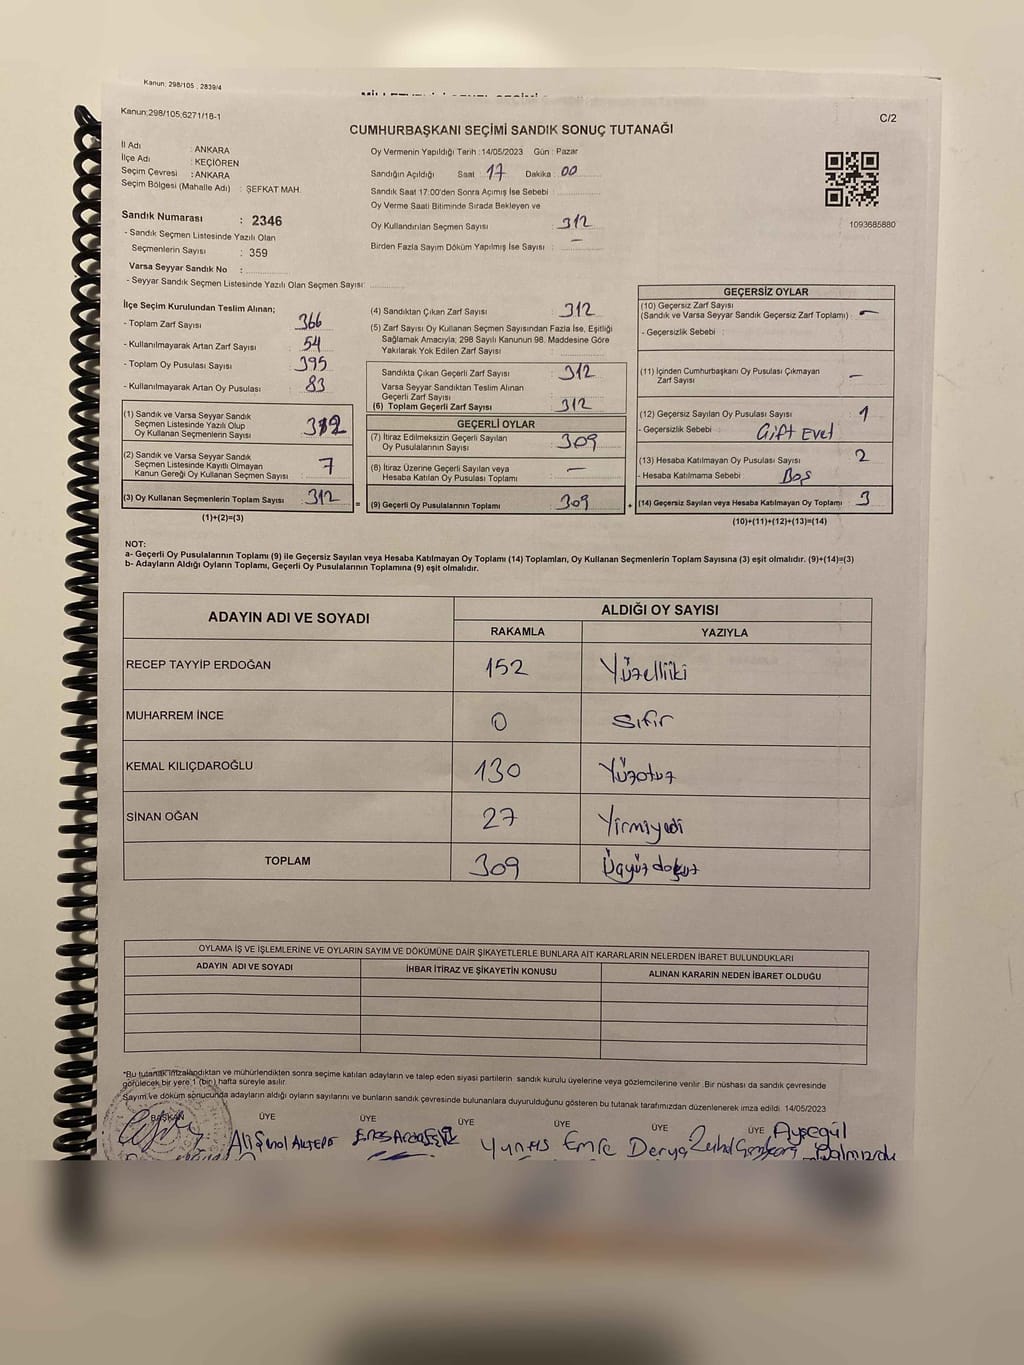 Kanun: 298/105 , 2839/4
Kanun;298/105,6271/18-1
C/2
CUMHURBAŞKANI SEÇİMİ SANDIK SONUÇ TUTANAĞI
İl Adı : ANKARA
İlçe Adı : KEÇİÖREN
Seçim Çevresi : ANKARA
Seçim Bölgesi (Mahalle Adı) : ŞEFKAT MAH.
Sandık Numarası : 2346
- Sandık Seçmen Listesinde Yazılı Olan
Seçmenlerin Sayısı : 359
Varsa Seyyar Sandık No :
- Seyyar Sandık Seçmen Listesinde Yazılı Olan Seçmen Sayısı:
Oy Vermenin Yapıldığı Tarih :14/05/2023 Gün : Pazar
Sandığın Açıldığı Saat : 17 Dakika : 00
Sandık Saat 17.00'den Sonra Açımış İse Sebebi :
Oy Verme Saati Bitiminde Sırada Bekleyen ve
Oy Kullandırılan Seçmen Sayısı : 312
Birden Fazla Sayım Döküm Yapılmış İse Sayısı : —
1093685880
İlçe Seçim Kurulundan Teslim Alınan;
- Toplam Zarf Sayısı : 366
- Kullanılmayarak Artan Zarf Sayısı : 54
- Toplam Oy Pusulası Sayısı : 395
- Kullanılmayarak Artan Oy Pusulası : 83
(1) Sandık ve Varsa Seyyar Sandık
Seçmen Listesinde Yazılı Olup
Oy Kullanan Seçmenlerin Sayısı
(2) Sandık ve Varsa Seyyar Sandık
Seçmen Listesinde Kayıtlı Olmayan
Kanun Gereği Oy Kullanan Seçmen Sayısı : 7
(3) Oy Kullanan Seçmenlerin Toplam Sayısı : 312
(1)+(2)=(3)
=
(4) Sandıktan Çıkan Zarf Sayısı : 312
(5) Zarf Sayısı Oy Kullanan Seçmen Sayısından Fazla İse, Eşitliği
Sağlamak Amacıyla; 298 Sayılı Kanunun 98. Maddesine Göre
Yakılarak Yok Edilen Zarf Sayısı :
Sandıkta Çıkan Geçerli Zarf Sayısı : 312
Varsa Seyyar Sandıktan Teslim Alınan
Geçerli Zarf Sayısı :
(6) Toplam Geçerli Zarf Sayısı : 312
GEÇERLİ OYLAR
(7) İtiraz Edilmeksizin Geçerli Sayılan
Oy Pusulalarının Sayısı : 309
(8) İtiraz Üzerine Geçerli Sayılan veya
Hesaba Katılan Oy Pusulası Toplamı : —
(9) Geçerli Oy Pusulalarının Toplamı : 309
+
GEÇERSİZ OYLAR
(10) Geçersiz Zarf Sayısı
(Sandık ve Varsa Seyyar Sandık Geçersiz Zarf Toplamı) : —
- Geçersizlik Sebebi :
(11) İçinden Cumhurbaşkanı Oy Pusulası Çıkmayan
Zarf Sayısı : —
(12) Geçersiz Sayılan Oy Pusulası Sayısı : 1
- Geçersizlik Sebebi : Çift Evet
(13) Hesaba Katılmayan Oy Pusulası Sayısı : 2
- Hesaba Katılmama Sebebi : Boş
(14) Geçersiz Sayılan veya Hesaba Katılmayan Oy Toplamı : 3
(10)+(11)+(12)+(13)=(14)
NOT:
a- Geçerli Oy Pusulalarının Toplamı (9) ile Geçersiz Sayılan veya Hesaba Katılmayan Oy Toplamı (14) Toplamları, Oy Kullanan Seçmenlerin Toplam Sayısına (3) eşit olmalıdır. (9)+(14)=(3)
b- Adayların Aldığı Oyların Toplamı, Geçerli Oy Pusulalarının Toplamına (9) eşit olmalıdır.
ADAYIN ADI VE SOYADI
ALDIĞI OY SAYISI
RAKAMLA YAZIYLA
RECEP TAYYİP ERDOĞAN 152 Yüzelliiki
MUHARREM İNCE 0 Sıfır
KEMAL KILIÇDAROĞLU 130 Yüzotuz
SİNAN OĞAN 27 Yirmiyedi
TOPLAM 309 Üçyüzdokuz
OYLAMA İŞ VE İŞLEMLERİNE VE OYLARIN SAYIM VE DÖKÜMÜNE DAİR ŞİKAYETLERLE BUNLARA AİT KARARLARIN NELERDEN İBARET BULUNDUKLARI
ADAYIN ADI VE SOYADI İHBAR İTİRAZ VE ŞİKAYETİN KONUSU ALINAN KARARIN NEDEN İBARET OLDUĞU
*Bu tutanak imzalandıktan ve mühürlendikten sonra seçime katılan adayların ve talep eden siyasi partilerin sandık kurulu üyelerine veya gözlemcilerine verilir .Bir nüshası da sandık çevresinde
görülecek bir yere 1 (bir) hafta süreyle asılır.
Sayım ve döküm sonucunda adayların aldığı oyların sayılarını ve bunların sandık çevresinde bulunanlara duyurulduğunu gösteren bu tutanak tarafımızdan düzenlenerek imza edildi. 14/05/2023
BAŞKAN ÜYE ÜYE ÜYE ÜYE ÜYE ÜYE
Yunus Emre Derya Ayşegül